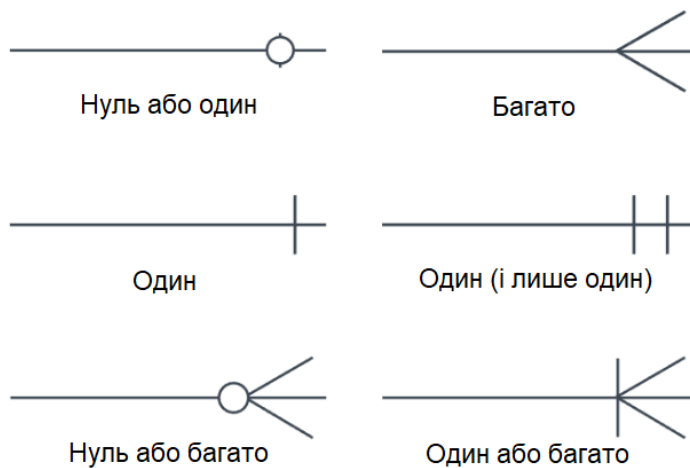 Нуль або один
Багато
Один
Один (і лише один)
Нуль або багато
Один або багато